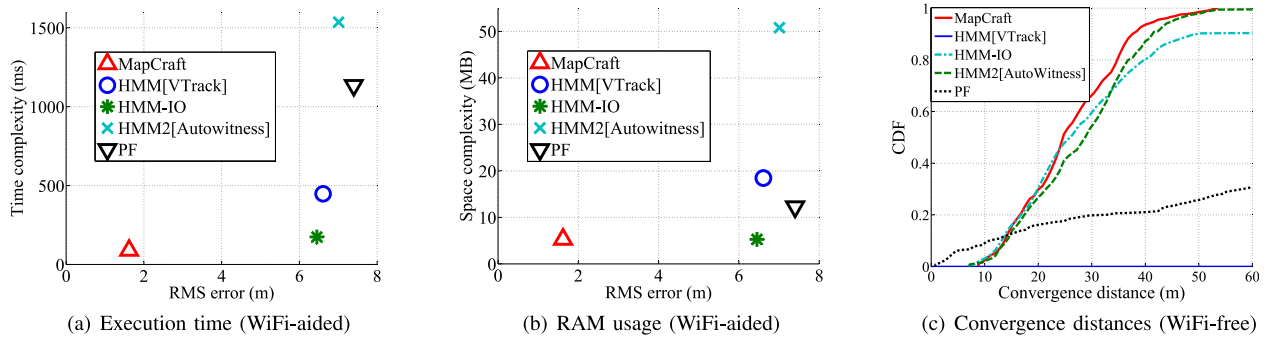 1500
1000
500
0
Time complexity (ms)
MapCraft
HMM[VTrack]
HMM-IO
HMM2[Autowitness]
PF
0 2 4 6 8
RMS error (m)
(a) Execution time (WiFi-aided)
50
40
30
20
10
0
Space complexity (MB)
MapCraft
HMM[VTrack]
HMM-IO
HMM2[Autowitness]
PF
0 2 4 6 8
RMS error (m)
(b) RAM usage (WiFi-aided)
1
0.8
0.6
0.4
0.2
0
CDF
MapCraft
HMM[VTrack]
HMM-IO
HMM2[AutoWitness]
PF
0 10 20 30 40 50 60
Convergence distance (m)
(c) Convergence distances (WiFi-free)